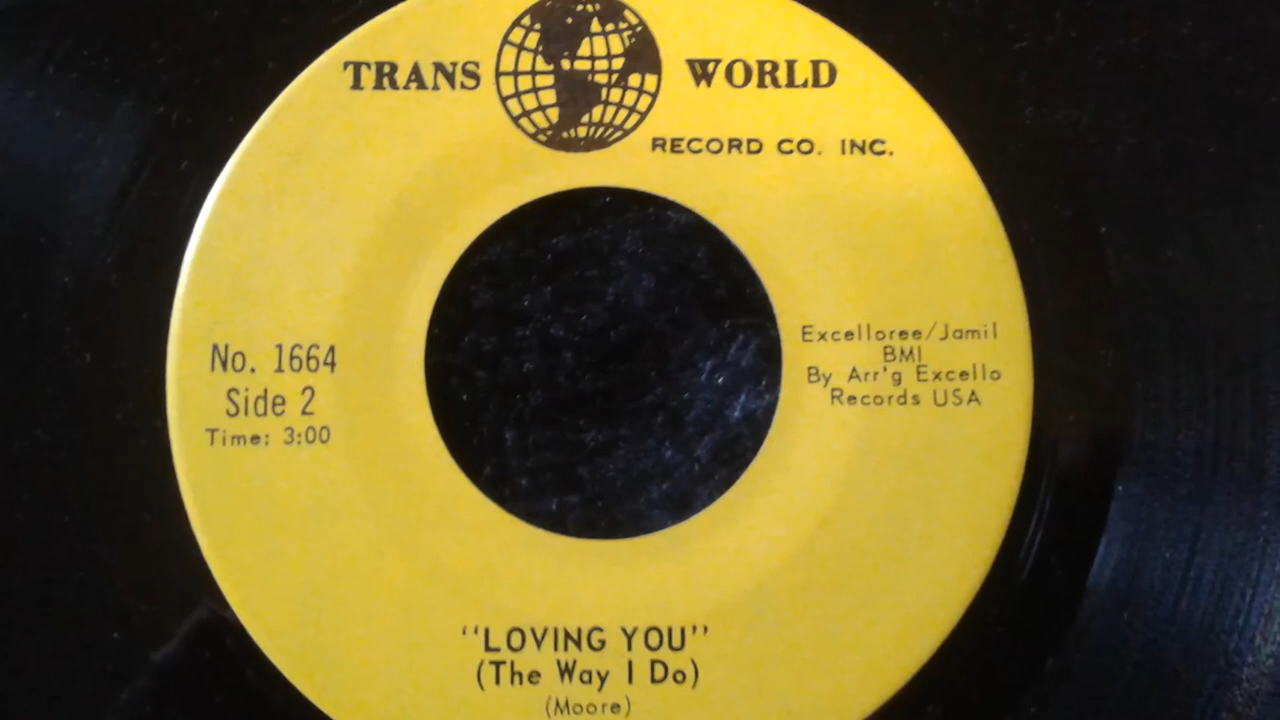 TRANS WORLD
RECORD CO. INC.
No. 1664
Side 2
Time: 3:00
Excelloree/Jamil
BMI
By Arr'g Excello
Records USA
"LOVING YOU"
(The Way I Do)
(Moore)